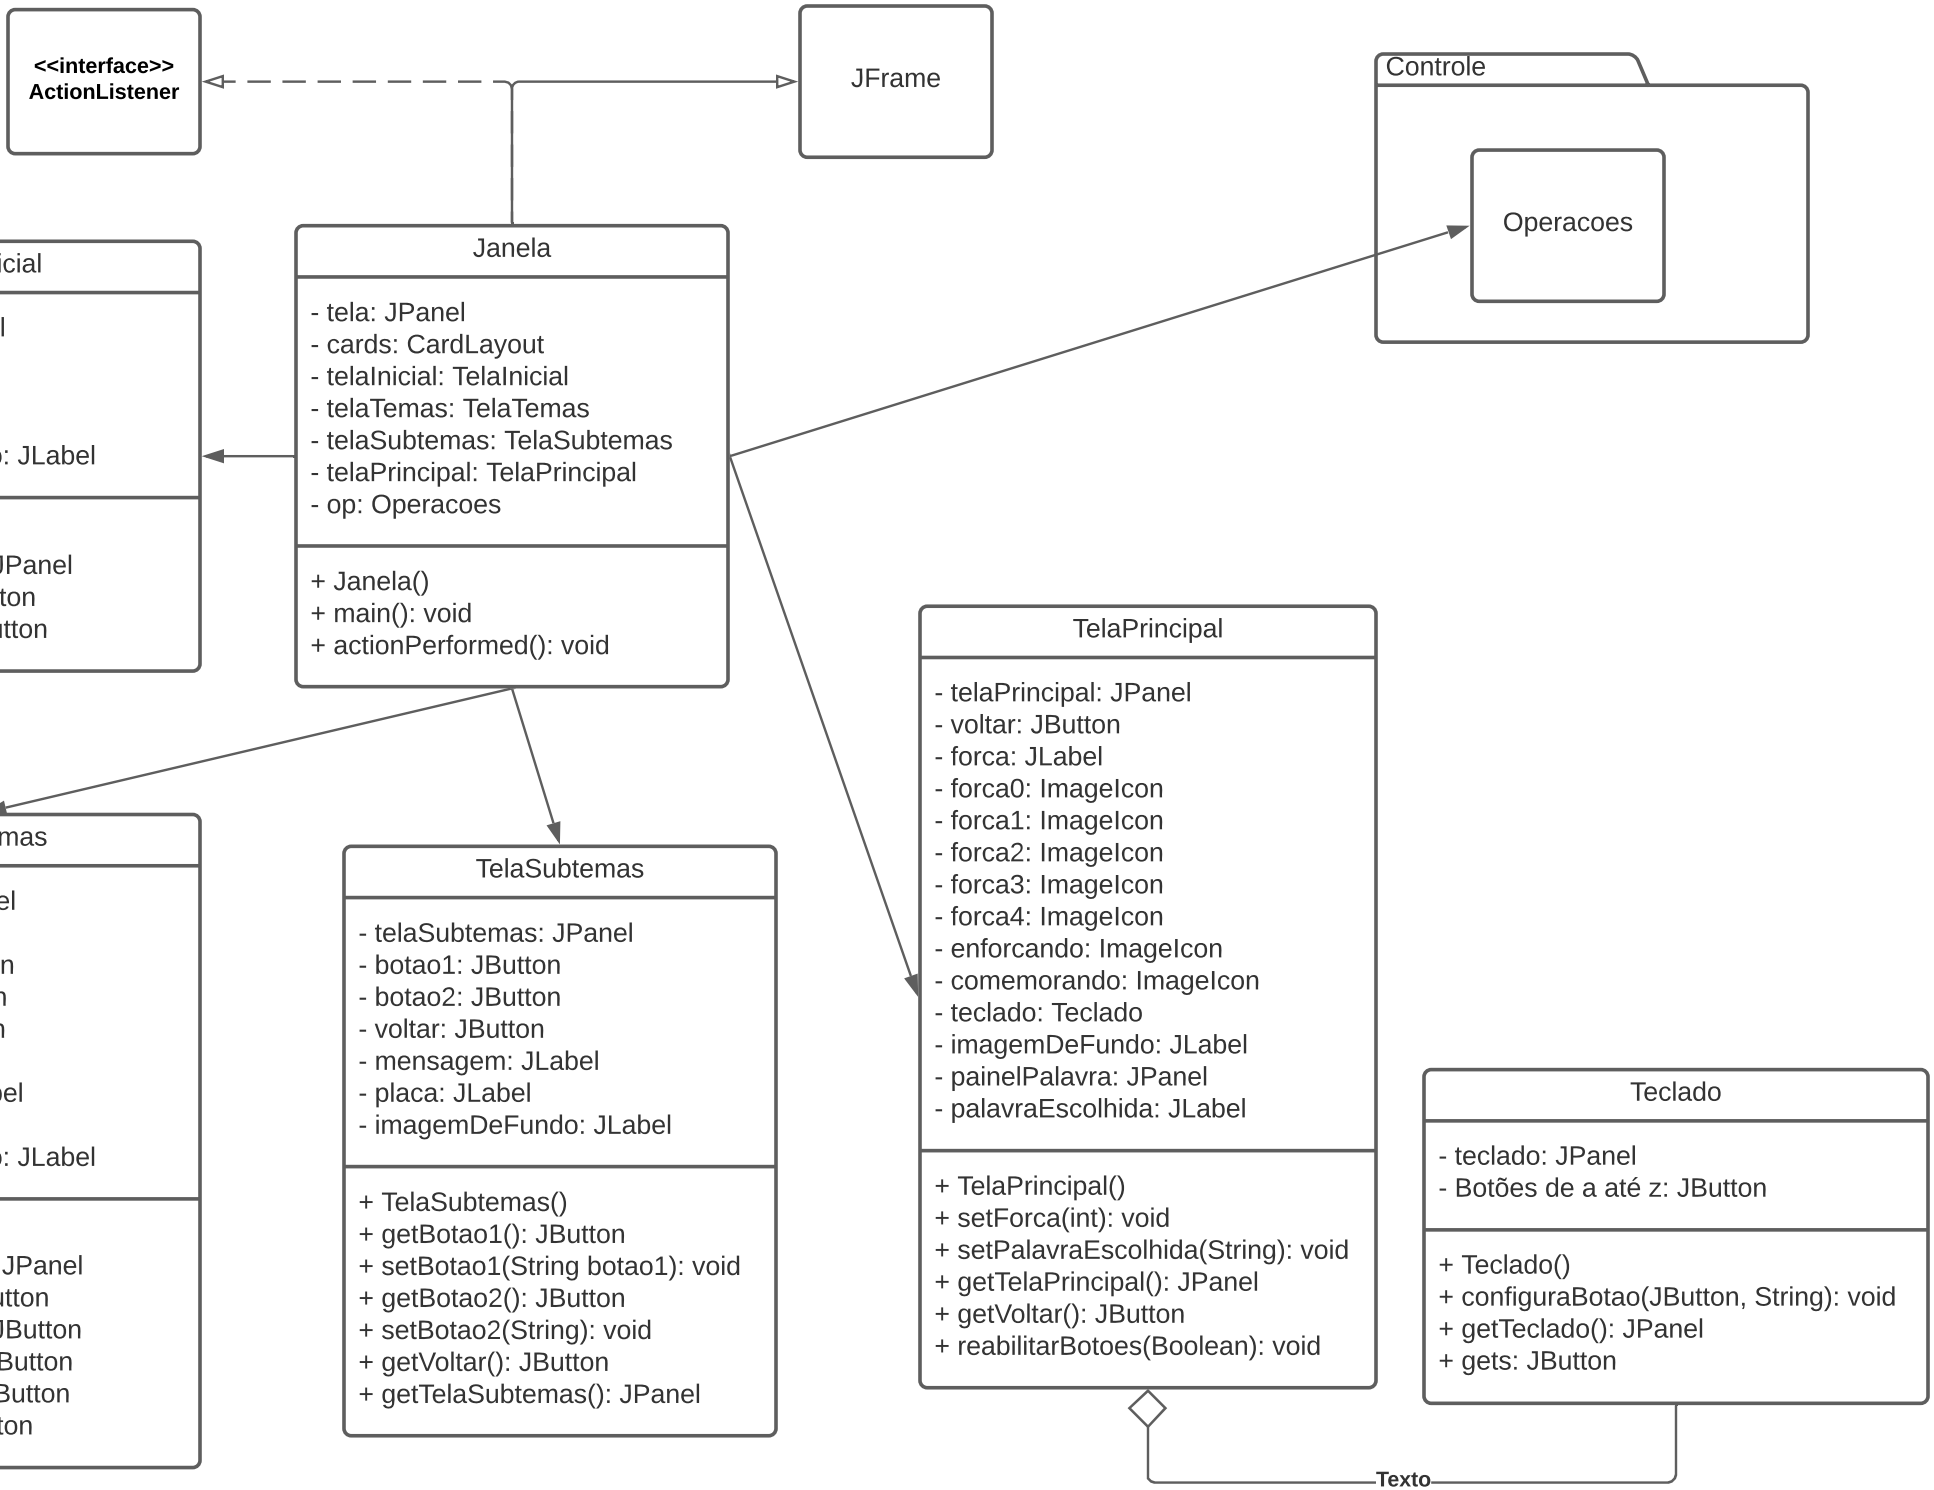 <<interface>>
ActionListener
JFrame
Controle
Operacoes
Janela
- tela: JPanel
- cards: CardLayout
- telaInicial: TelaInicial
- telaTemas: TelaTemas
- telaSubtemas: TelaSubtemas
- telaPrincipal: TelaPrincipal
- op: Operacoes
+ Janela()
+ main(): void
+ actionPerformed(): void
icial
l
: JLabel
JPanel
ton
tton
mas
el
n
n
n
el
: JLabel
JPanel
utton
JButton
Button
Button
ton
TelaSubtemas
- telaSubtemas: JPanel
- botao1: JButton
- botao2: JButton
- voltar: JButton
- mensagem: JLabel
- placa: JLabel
- imagemDeFundo: JLabel
+ TelaSubtemas()
+ getBotao1(): JButton
+ setBotao1(String botao1): void
+ getBotao2(): JButton
+ setBotao2(String): void
+ getVoltar(): JButton
+ getTelaSubtemas(): JPanel
TelaPrincipal
- telaPrincipal: JPanel
- voltar: JButton
- forca: JLabel
- forca0: ImageIcon
- forca1: ImageIcon
- forca2: ImageIcon
- forca3: ImageIcon
- forca4: ImageIcon
- enforcando: ImageIcon
- comemorando: ImageIcon
- teclado: Teclado
- imagemDeFundo: JLabel
- painelPalavra: JPanel
- palavraEscolhida: JLabel
+ TelaPrincipal()
+ setForca(int): void
+ setPalavraEscolhida(String): void
+ getTelaPrincipal(): JPanel
+ getVoltar(): JButton
+ reabilitarBotoes(Boolean): void
Teclado
- teclado: JPanel
- Botões de a até z: JButton
+ Teclado()
+ configuraBotao(JButton, String): void
+ getTeclado(): JPanel
+ gets: JButton
Texto